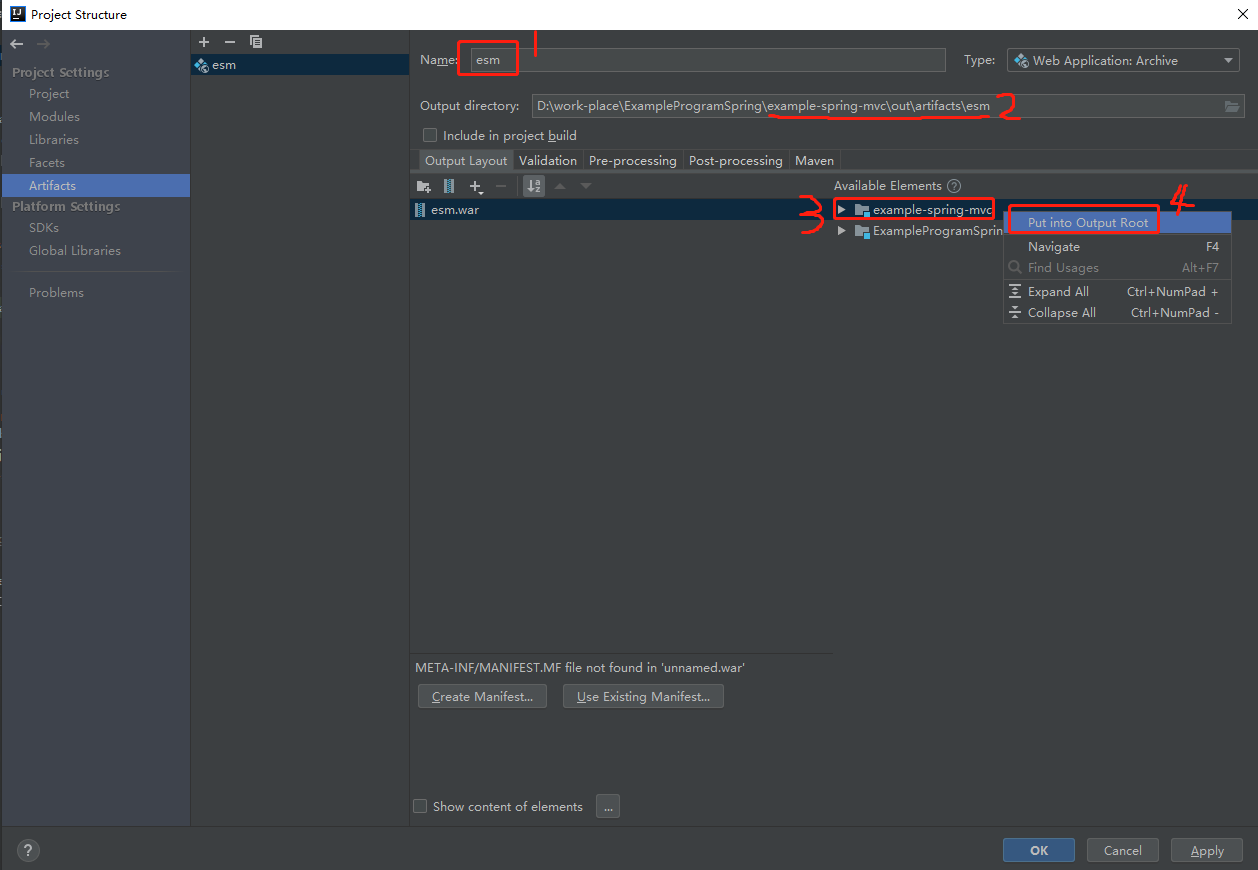 Project Structure
Project Settings
Project
Modules
Libraries
Facets
Artifacts
Platform Settings
SDKs
Global Libraries
Problems
esm
Name: esm 1
Type: Web Application: Archive
Output directory: D:\work-place\ExampleProgramSpring\example-spring-mvc\out\artifacts\esm 2
Include in project build
Output Layout Validation Pre-processing Post-processing Maven
Available Elements ?
esm.war
3 example-spring-mvc 4
ExampleProgramSprin
Put into Output Root
Navigate F4
Find Usages Alt+F7
Expand All Ctrl+NumPad +
Collapse All Ctrl+NumPad -
META-INF/MANIFEST.MF file not found in 'unnamed.war'
Create Manifest... Use Existing Manifest...
Show content of elements ...
? OK Cancel Apply